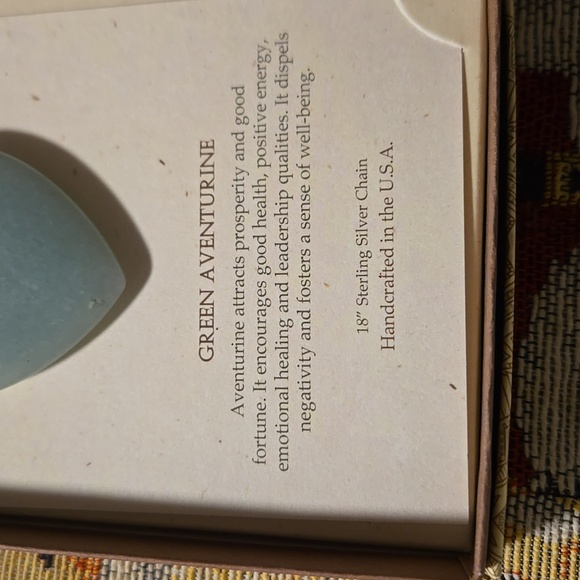 GREEN AVENTURINE
Aventurine attracts prosperity and good
fortune. It encourages good health, positive energy,
emotional healing and leadership qualities. It dispels
negativity and fosters a sense of well-being.
18" Sterling Silver Chain
Handcrafted in the U.S.A.